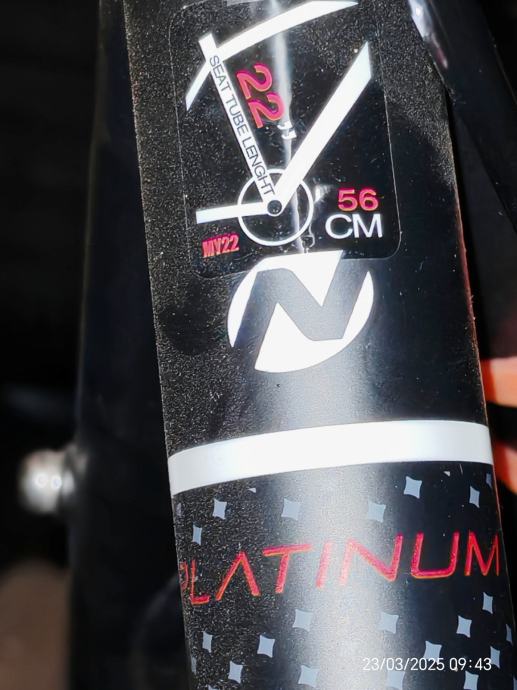 SEAT TUBE LENGHT
22"
56
CM
MY22
N
PLATINUM
23/03/2025 09:43